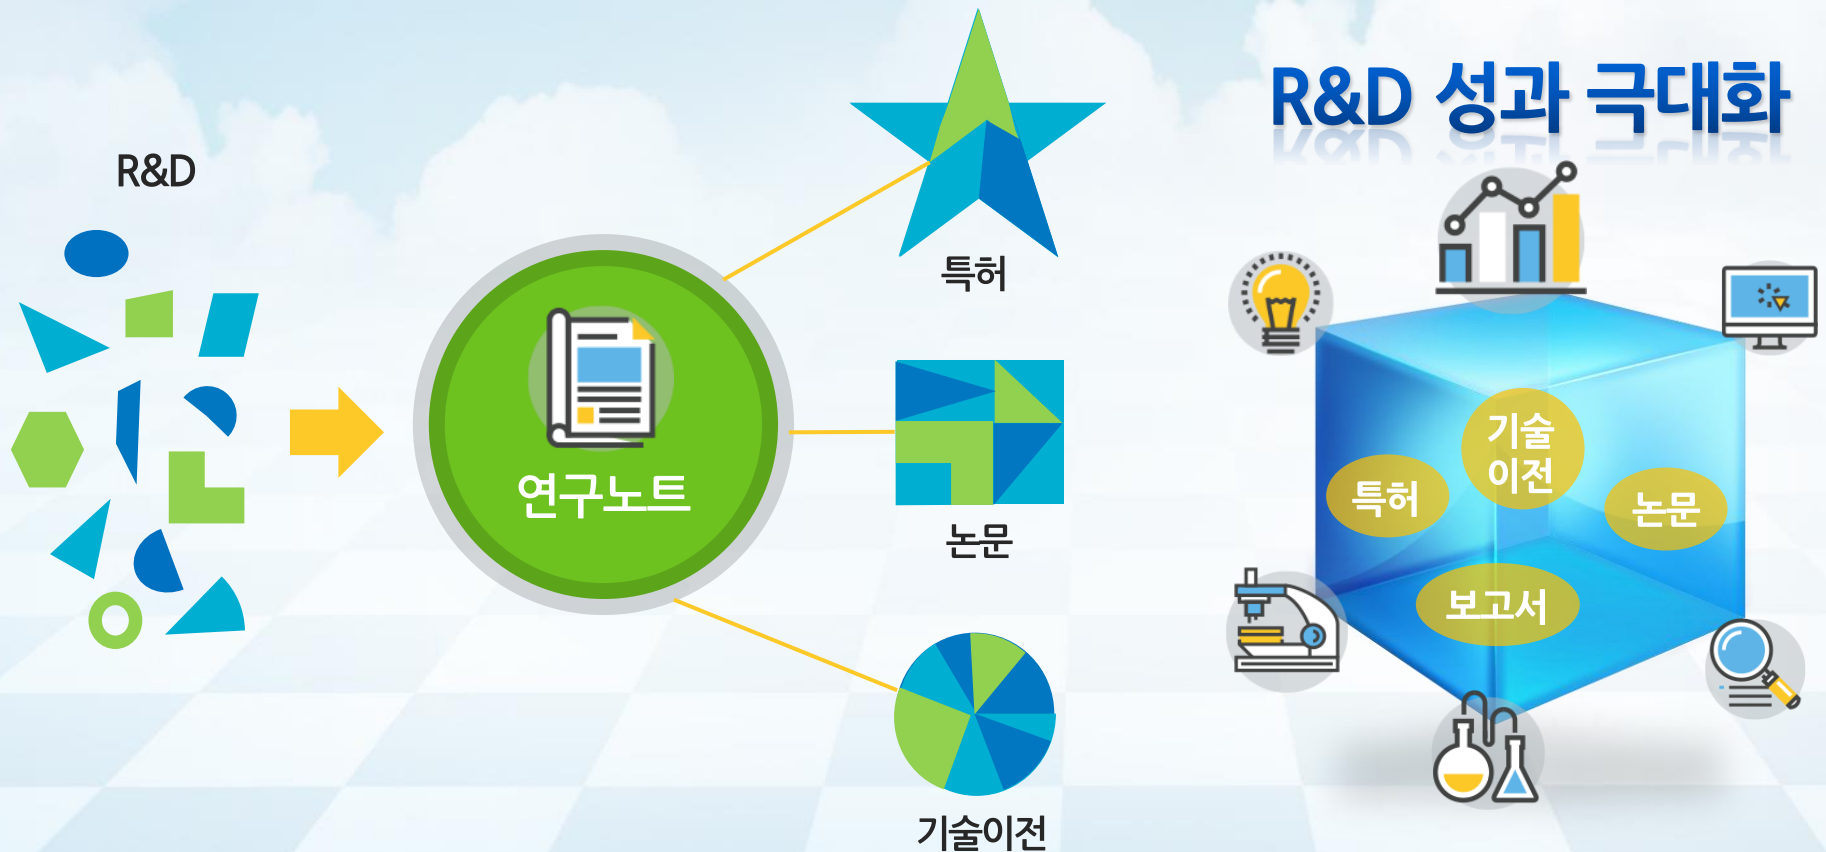 R&D
연구노트
특허
논문
기술이전
R&D 성과 극대화
기술
이전
특허
논문
보고서